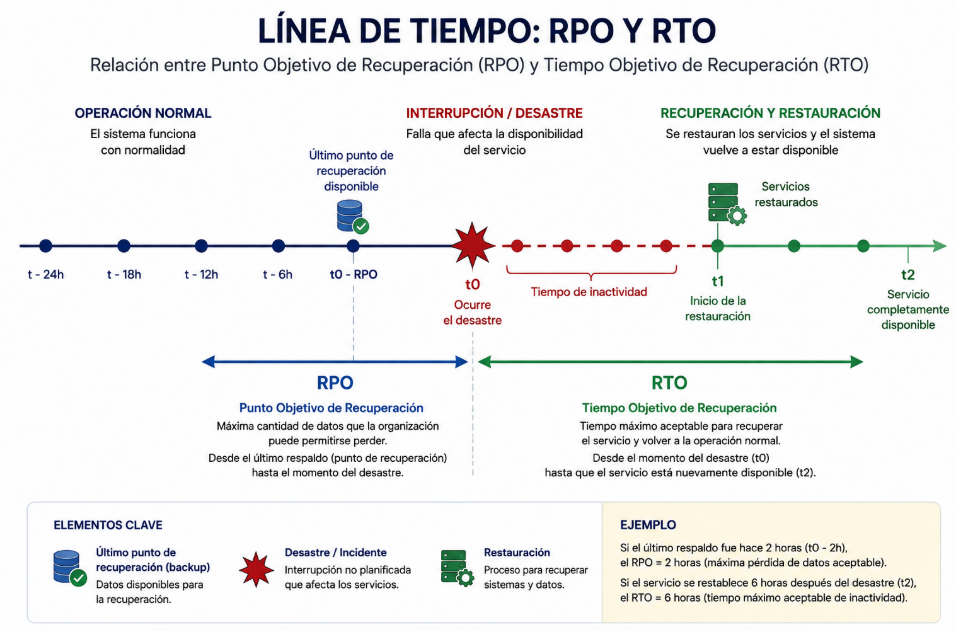 LÍNEA DE TIEMPO: RPO Y RTO
Relación entre Punto Objetivo de Recuperación (RPO) y Tiempo Objetivo de Recuperación (RTO)
OPERACIÓN NORMAL
El sistema funciona
con normalidad
INTERRUPCIÓN / DESASTRE
Falla que afecta la disponibilidad
del servicio
RECUPERACIÓN Y RESTAURACIÓN
Se restauran los servicios y el sistema
vuelve a estar disponible
Último punto de
recuperación
disponible
Servicios
restaurados
t - 24h
t - 18h
t - 12h
t - 6h
t0 - RPO
t0
Ocurre
el desastre
Tiempo de inactividad
t1
Inicio de la
restauración
t2
Servicio
completamente
disponible
RPO
Punto Objetivo de Recuperación
Máxima cantidad de datos que la organización
puede permitirse perder.
Desde el último respaldo (punto de recuperación)
hasta el momento del desastre.
RTO
Tiempo Objetivo de Recuperación
Tiempo máximo aceptable para recuperar
el servicio y volver a la operación normal.
Desde el momento del desastre (t0)
hasta que el servicio está nuevamente disponible (t2).
ELEMENTOS CLAVE
Último punto de
recuperación (backup)
Datos disponibles para
la recuperación.
Desastre / Incidente
Interrupción no planificada
que afecta los servicios.
Restauración
Proceso para recuperar
sistemas y datos.
EJEMPLO
Si el último respaldo fue hace 2 horas (t0 - 2h),
el RPO = 2 horas (máxima pérdida de datos aceptable).
Si el servicio se restablece 6 horas después del desastre (t2),
el RTO = 6 horas (tiempo máximo aceptable de inactividad).